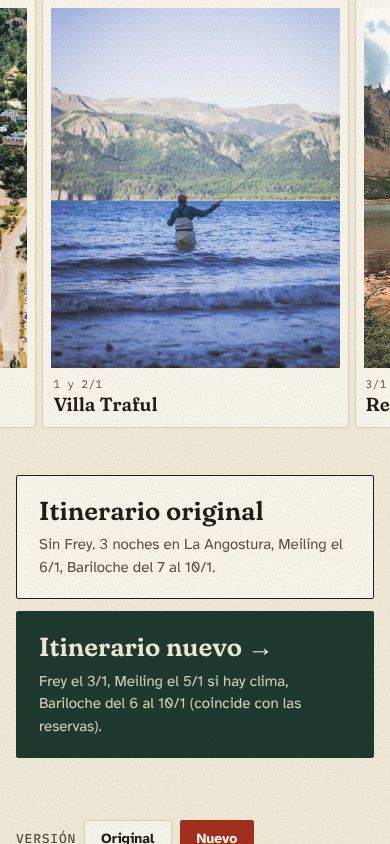 1 y 2/1
Villa Traful
3/1
Re
Itinerario original
Sin Frey. 3 noches en La Angostura, Meiling el
6/1, Bariloche del 7 al 10/1.
Itinerario nuevo →
Frey el 3/1, Meiling el 5/1 si hay clima,
Bariloche del 6 al 10/1 (coincide con las
reservas).
VERSIÓN Original Nuevo